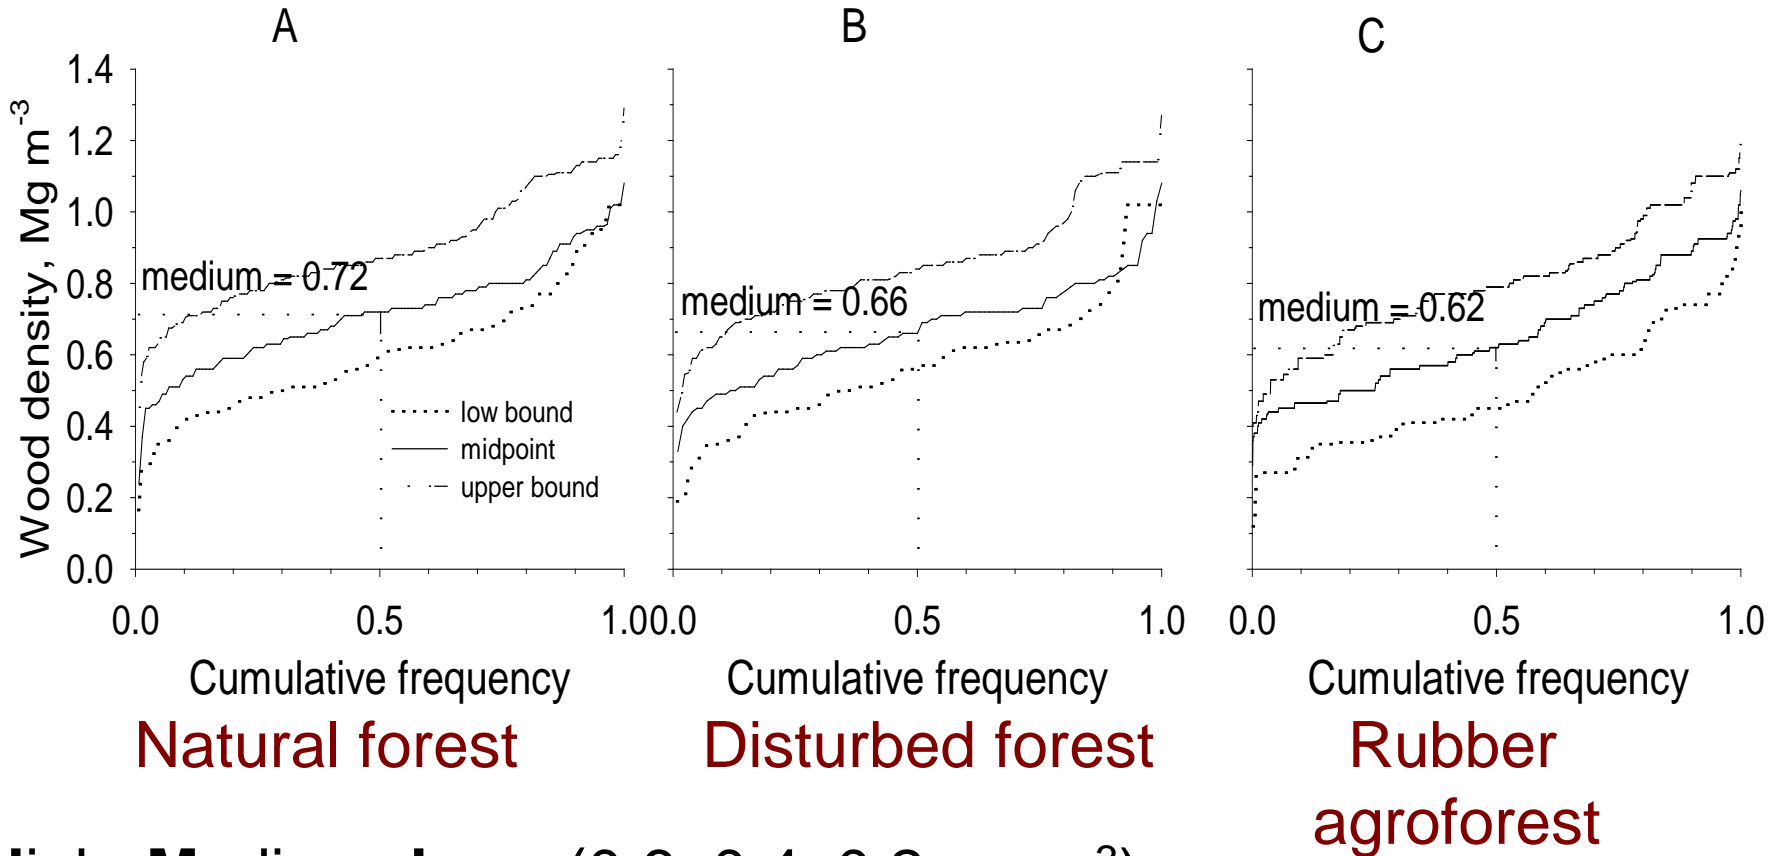 A B C
Wood density, Mg m-3
1.4
1.2
1.0
0.8
0.6
0.4
0.2
0.0
medium = 0.72
medium = 0.66
medium = 0.62
low bound
midpoint
upper bound
0.0 0.5 1.0 0.0 0.5 1.0 0.0 0.5 1.0
Cumulative frequency Cumulative frequency Cumulative frequency
Natural forest
Disturbed forest
Rubber
agroforest